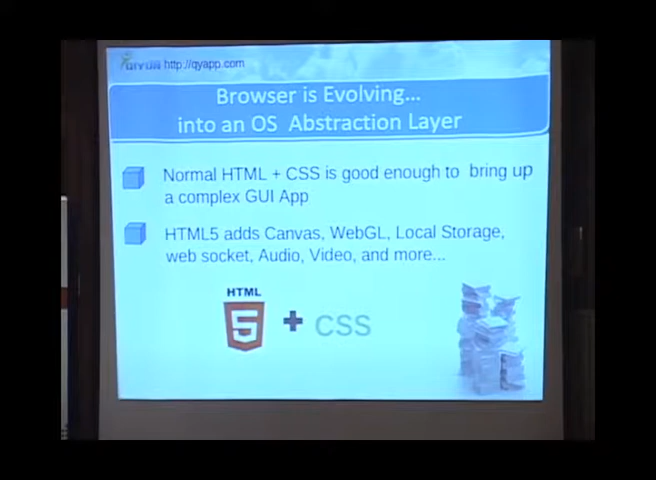 QIYUN http://qyapp.com
Browser is Evolving...
into an OS Abstraction Layer
Normal HTML + CSS is good enough to bring up
a complex GUI App
HTML5 adds Canvas, WebGL, Local Storage,
web socket, Audio, Video, and more...
HTML
5 + CSS